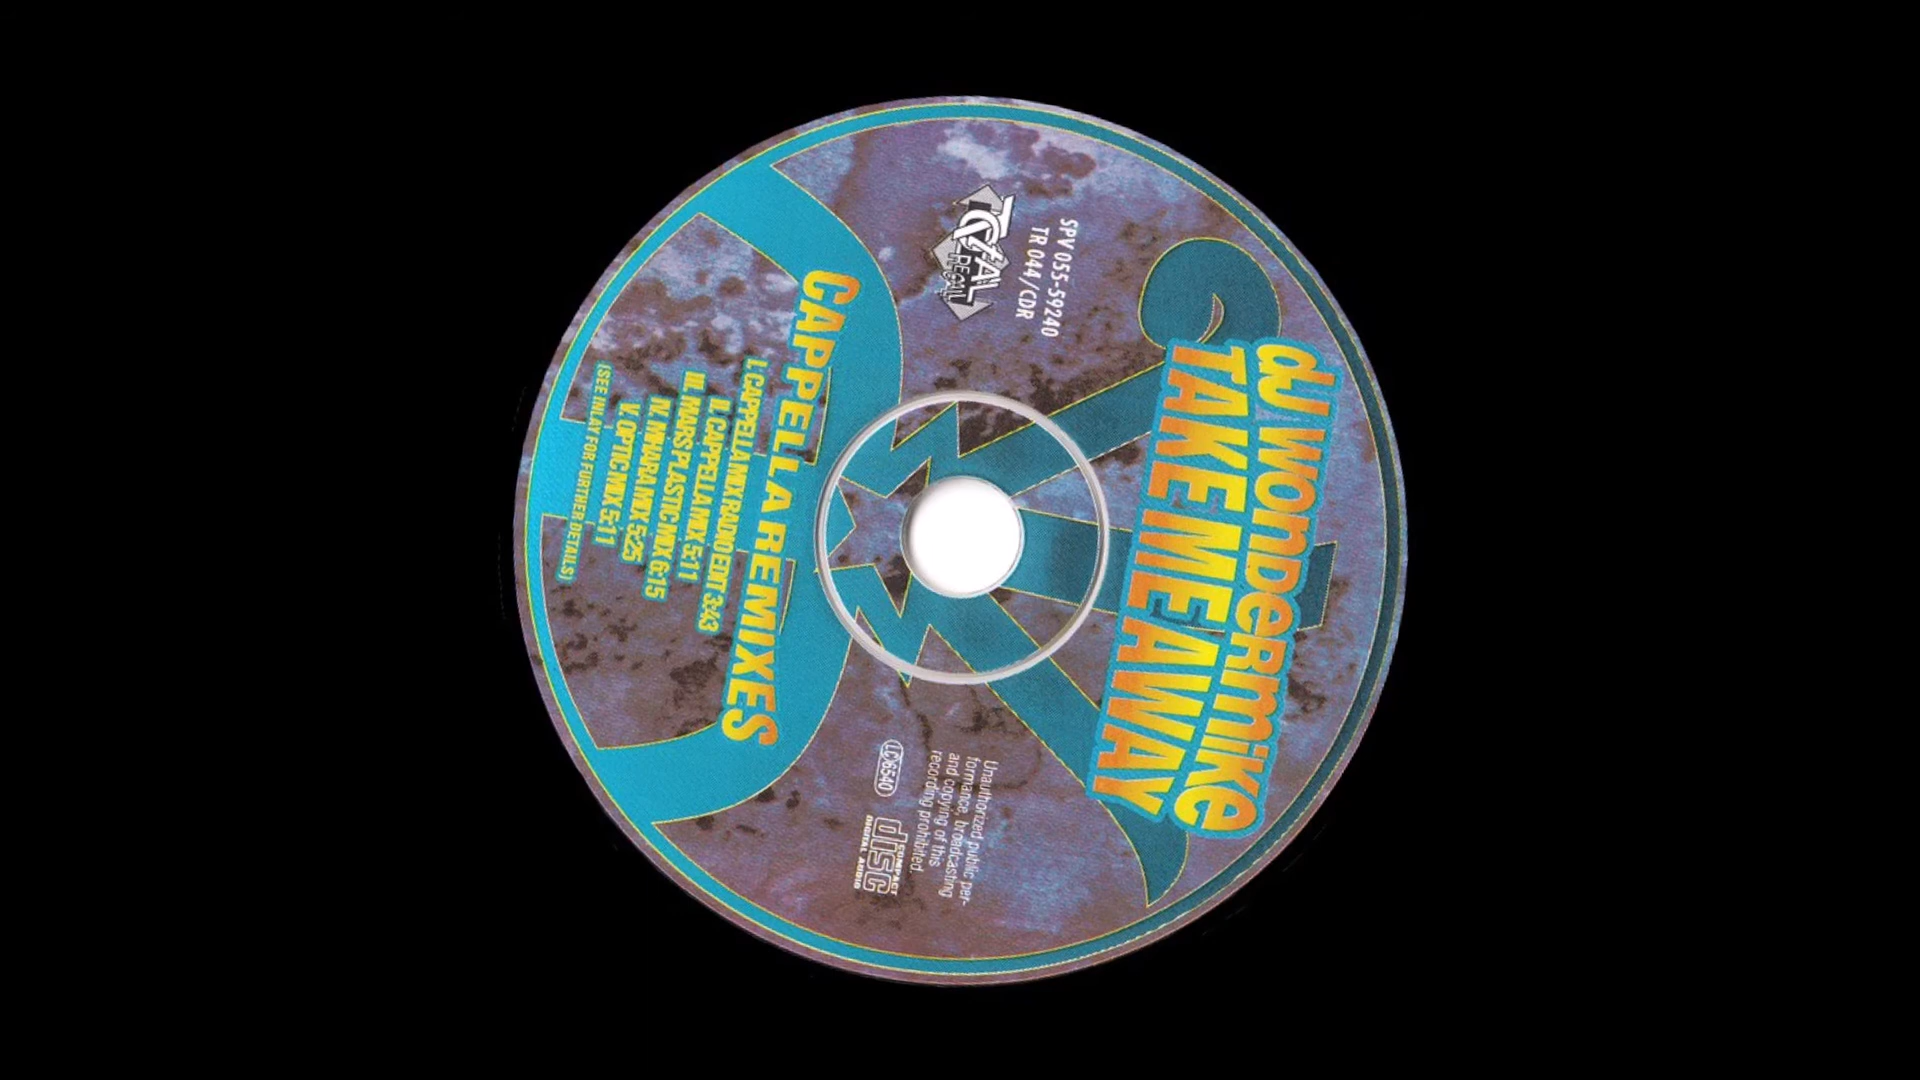 dJ WONDeRmike
TAKE ME AWAY
SPV 055-59240
TR 044/CDR
TOtAL
RECALL
Unauthorized public per-
formance, broadcasting
and copying of this
recording prohibited.
LC 6540
COMPACT
disc
DIGITAL AUDIO
CAPPELLA REMIXES
I. CAPPELLA MIX RADIO EDIT 3:43
II. CAPPELLA MIX 5:11
III. MARS PLASTIC MIX 6:15
IV. MIHARA MIX 5:25
V. OPTIC MIX 5:11
(SEE INLAY FOR FURTHER DETAILS)